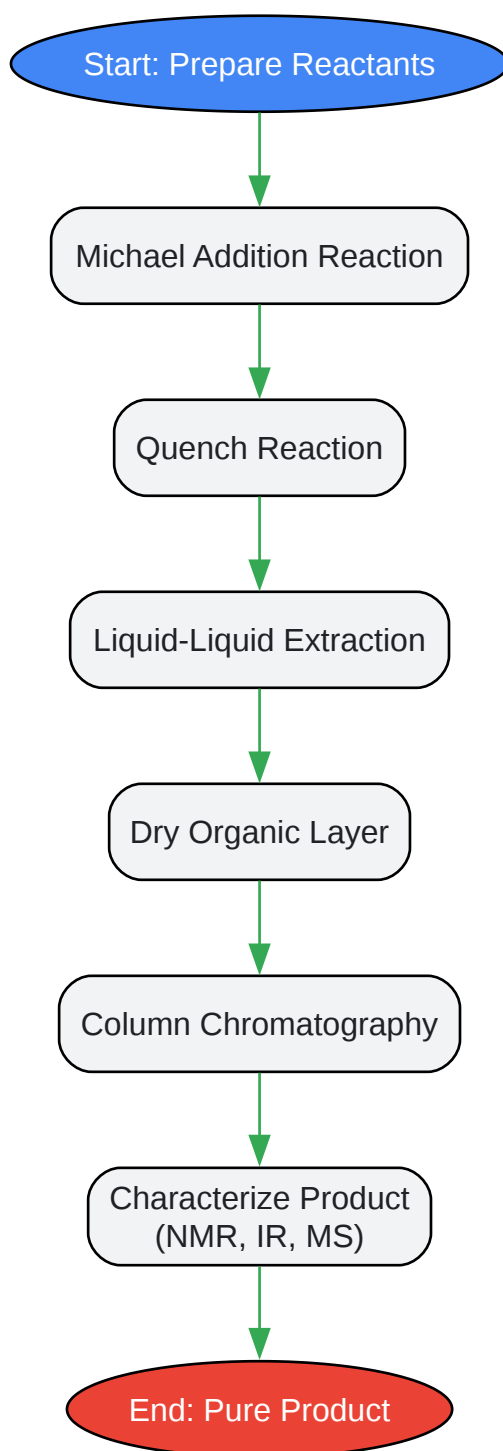 Start: Prepare Reactants
Michael Addition Reaction
Quench Reaction
Liquid-Liquid Extraction
Dry Organic Layer
Column Chromatography
Characterize Product
(NMR, IR, MS)
End: Pure Product